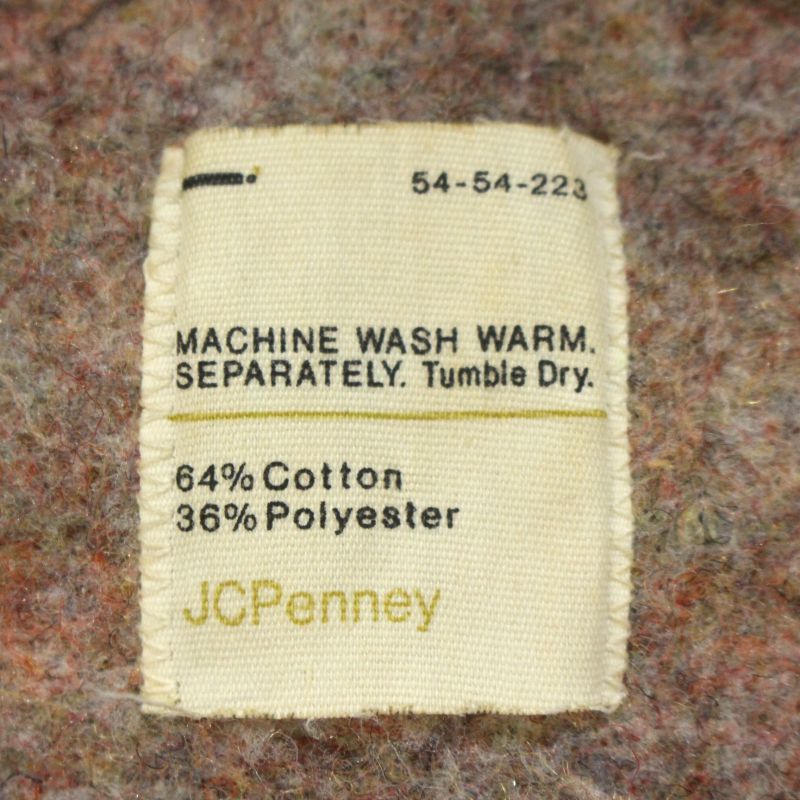 54-54-223
MACHINE WASH WARM.
SEPARATELY. Tumble Dry.
64% Cotton
36% Polyester
JCPenney